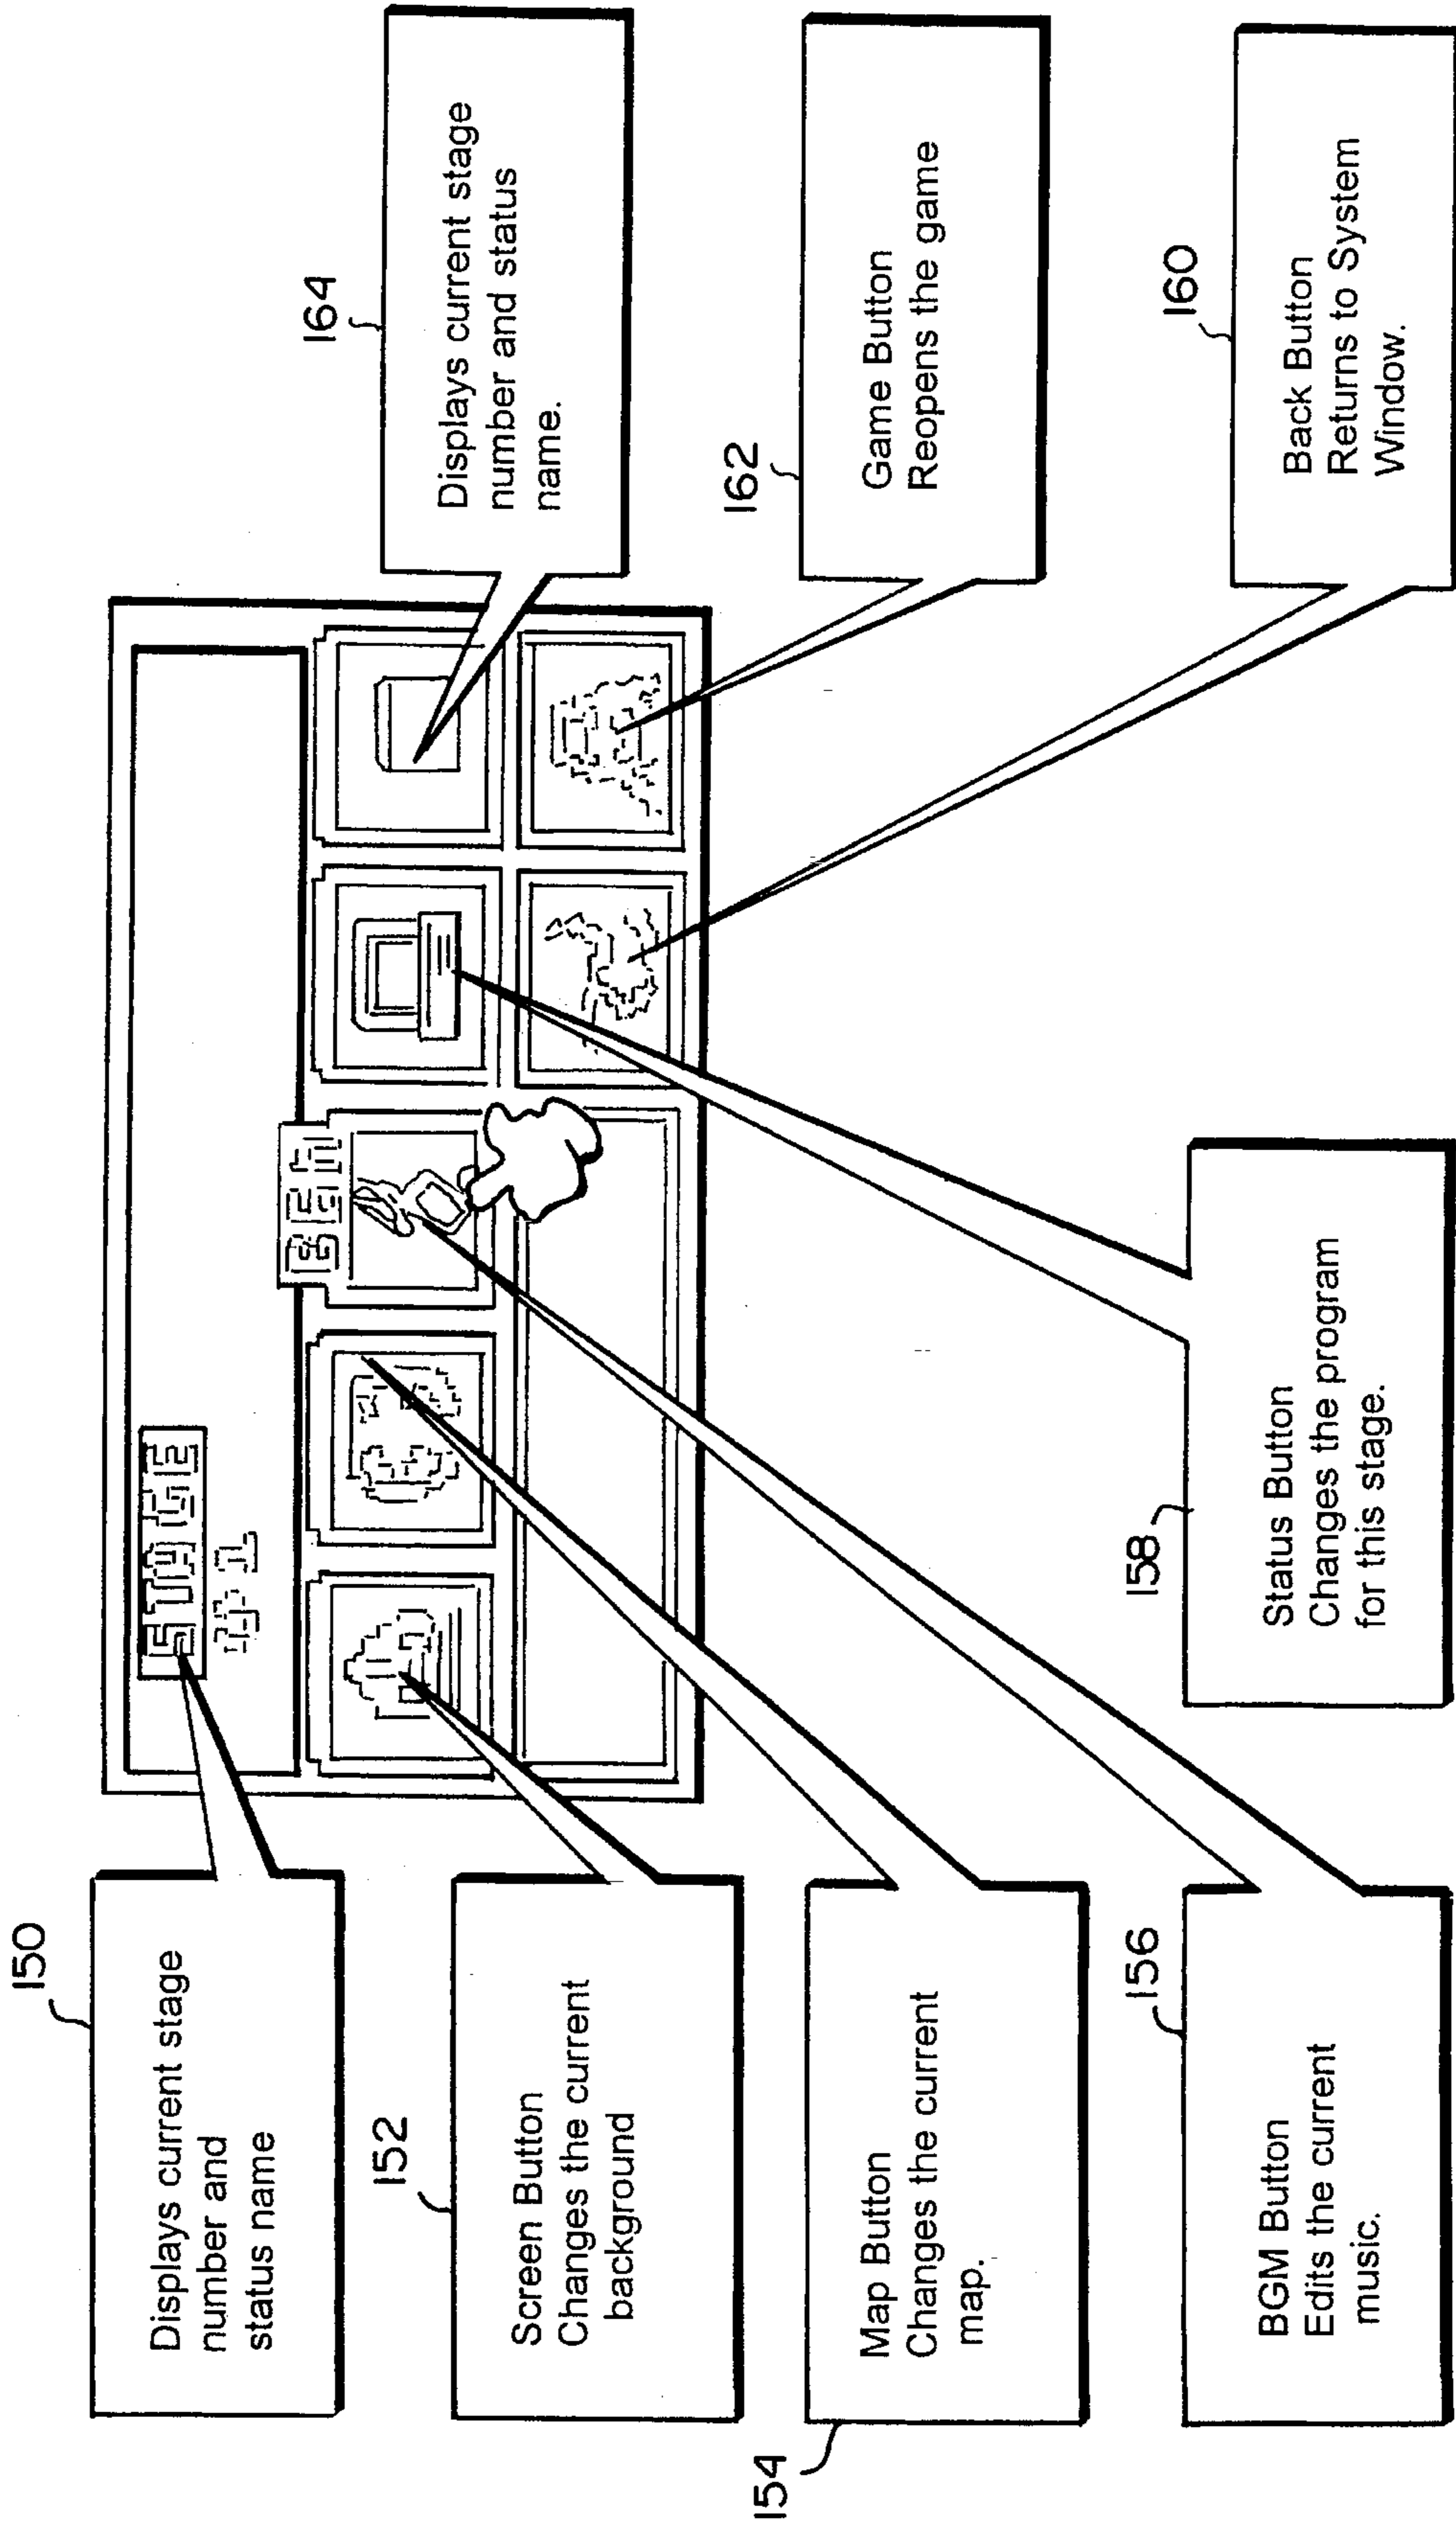 150
Displays current stage
number and
status name
152
Screen Button
Changes the current
background
154
Map Button
Changes the current
map.
156
BGM Button
Edits the current
music.
STAGE
BGM
158
Status Button
Changes the program
for this stage.
164
Displays current stage
number and status
name.
162
Game Button
Reopens the game
160
Back Button
Returns to System
Window.